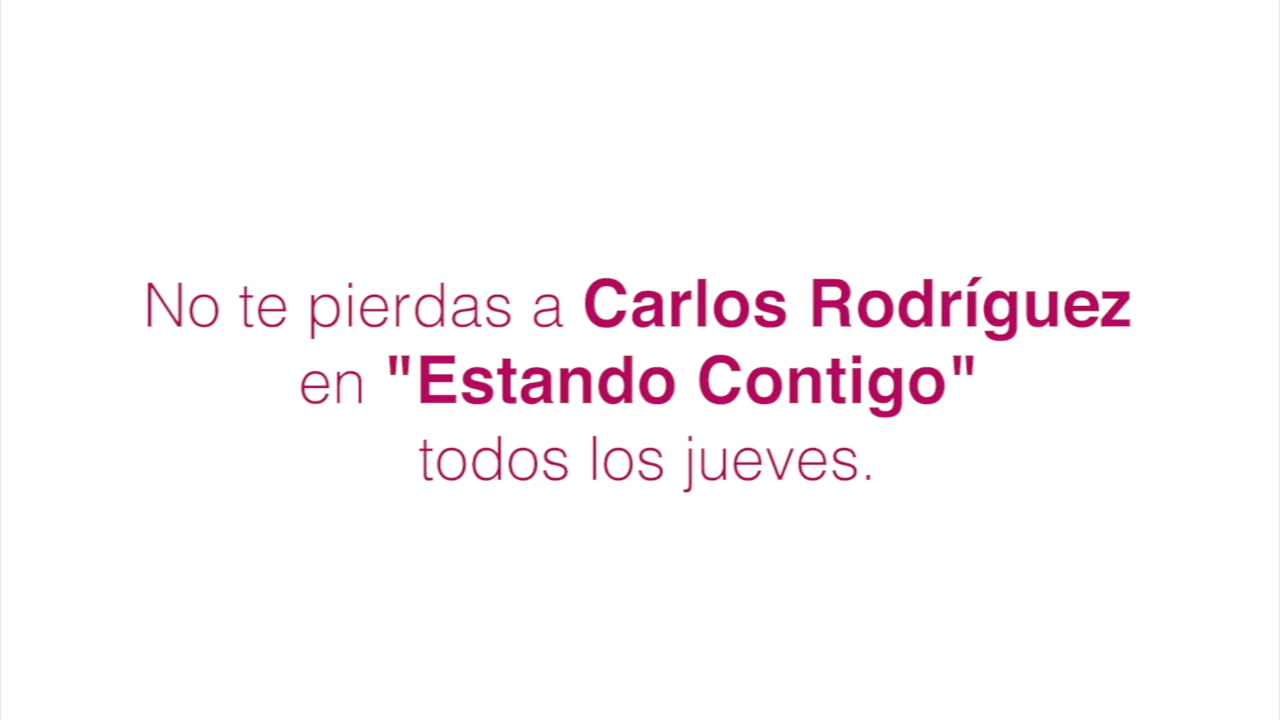 No te pierdas a Carlos Rodríguez
en "Estando Contigo"
todos los jueves.